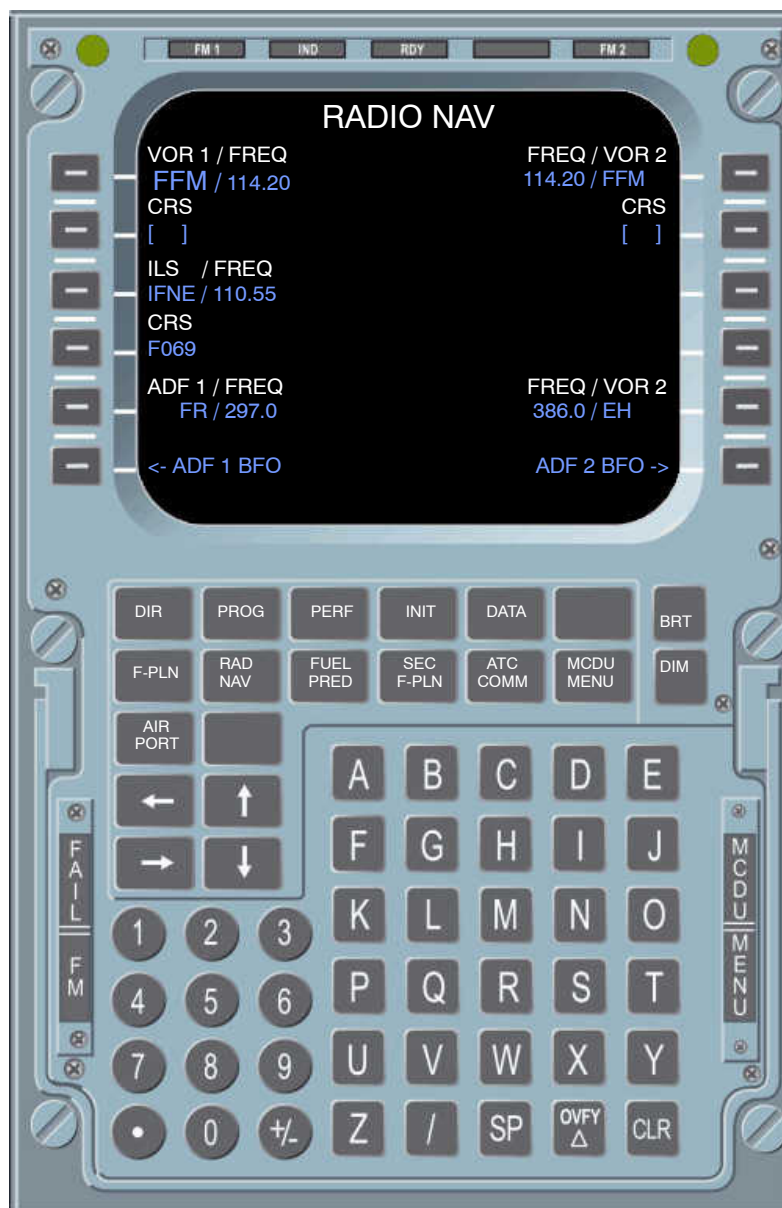 FM 1 IND RDY FM 2
RADIO NAV
VOR 1 / FREQ FREQ / VOR 2
FFM / 114.20 114.20 / FFM
CRS CRS
[ ] [ ]
ILS / FREQ
IFNE / 110.55
CRS
F069
ADF 1 / FREQ FREQ / VOR 2
FR / 297.0 386.0 / EH
<- ADF 1 BFO ADF 2 BFO ->
DIR PROG PERF INIT DATA BRT
F-PLN RAD NAV FUEL PRED SEC F-PLN ATC COMM MCDU MENU DIM
AIR PORT
← ↑
→ ↓
A B C D E
F G H I J
K L M N O
P Q R S T
U V W X Y
Z / SP OVFY Δ CLR
1 2 3
4 5 6
7 8 9
• 0 +/-
FAIL FM
MCDU MENU